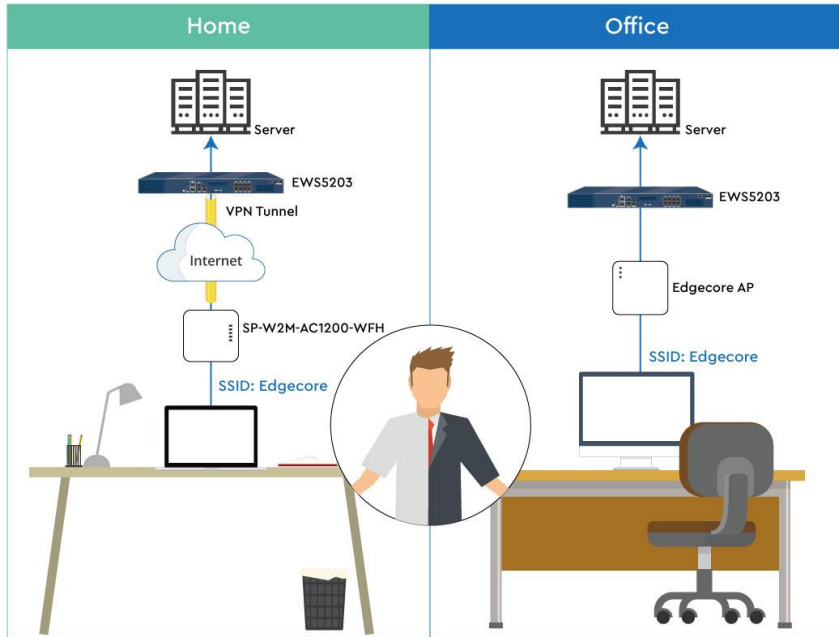 Home
Office
Server
EWS5203
VPN Tunnel
Internet
SP-W2M-AC1200-WFH
SSID: Edgecore
Server
EWS5203
Edgecore AP
SSID: Edgecore